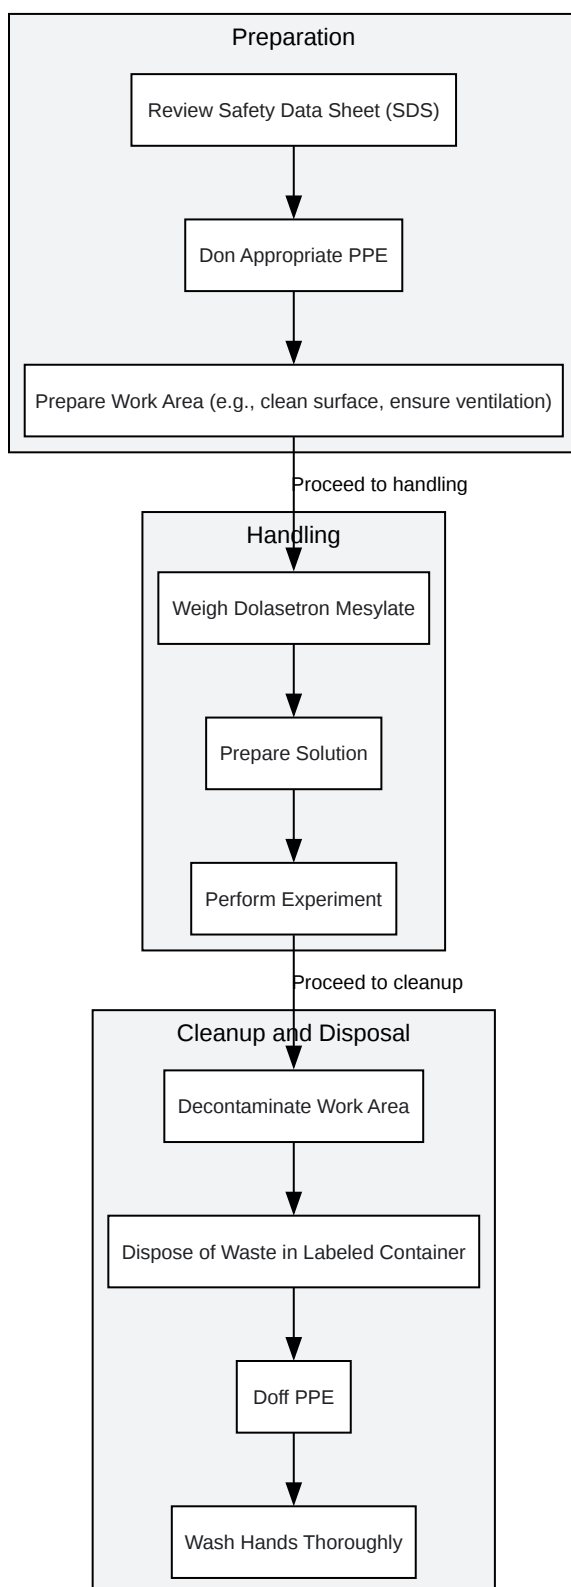 Preparation
Review Safety Data Sheet (SDS)
Don Appropriate PPE
Prepare Work Area (e.g., clean surface, ensure ventilation)
Proceed to handling
Handling
Weigh Dolasetron Mesylate
Prepare Solution
Perform Experiment
Proceed to cleanup
Cleanup and Disposal
Decontaminate Work Area
Dispose of Waste in Labeled Container
Doff PPE
Wash Hands Thoroughly